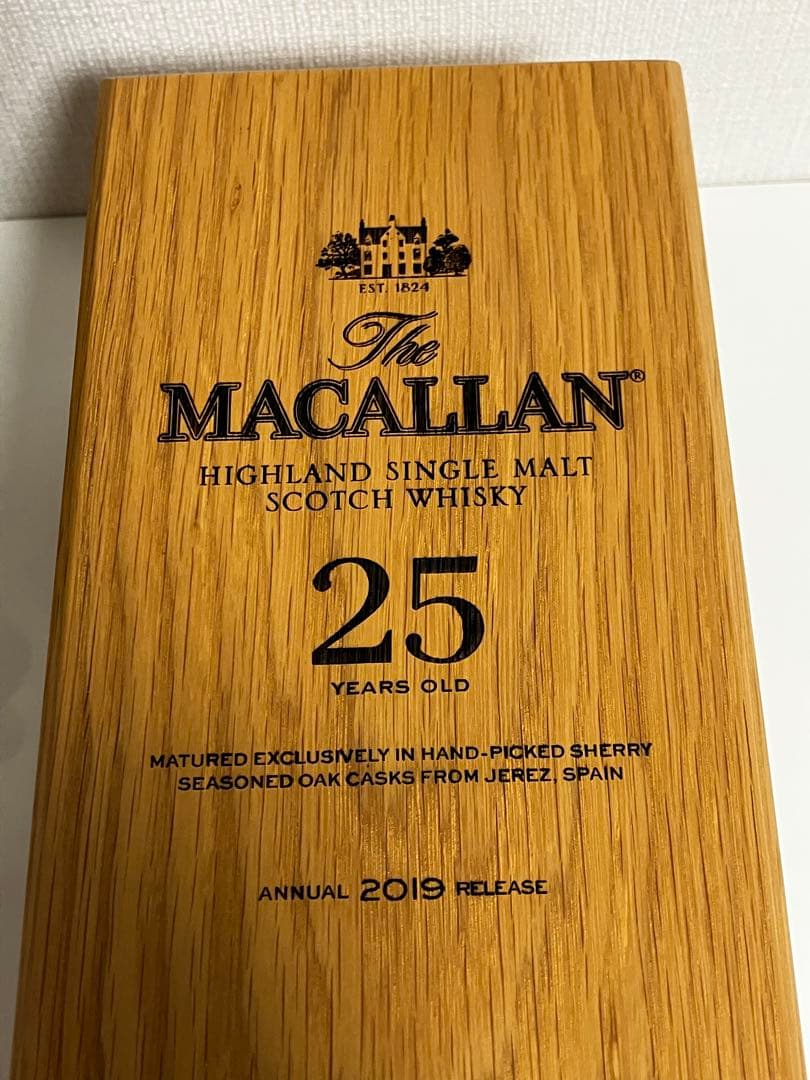 EST. 1824
The
MACALLAN®
HIGHLAND SINGLE MALT
SCOTCH WHISKY
25
YEARS OLD
MATURED EXCLUSIVELY IN HAND-PICKED SHERRY
SEASONED OAK CASKS FROM JEREZ, SPAIN
ANNUAL 2019 RELEASE